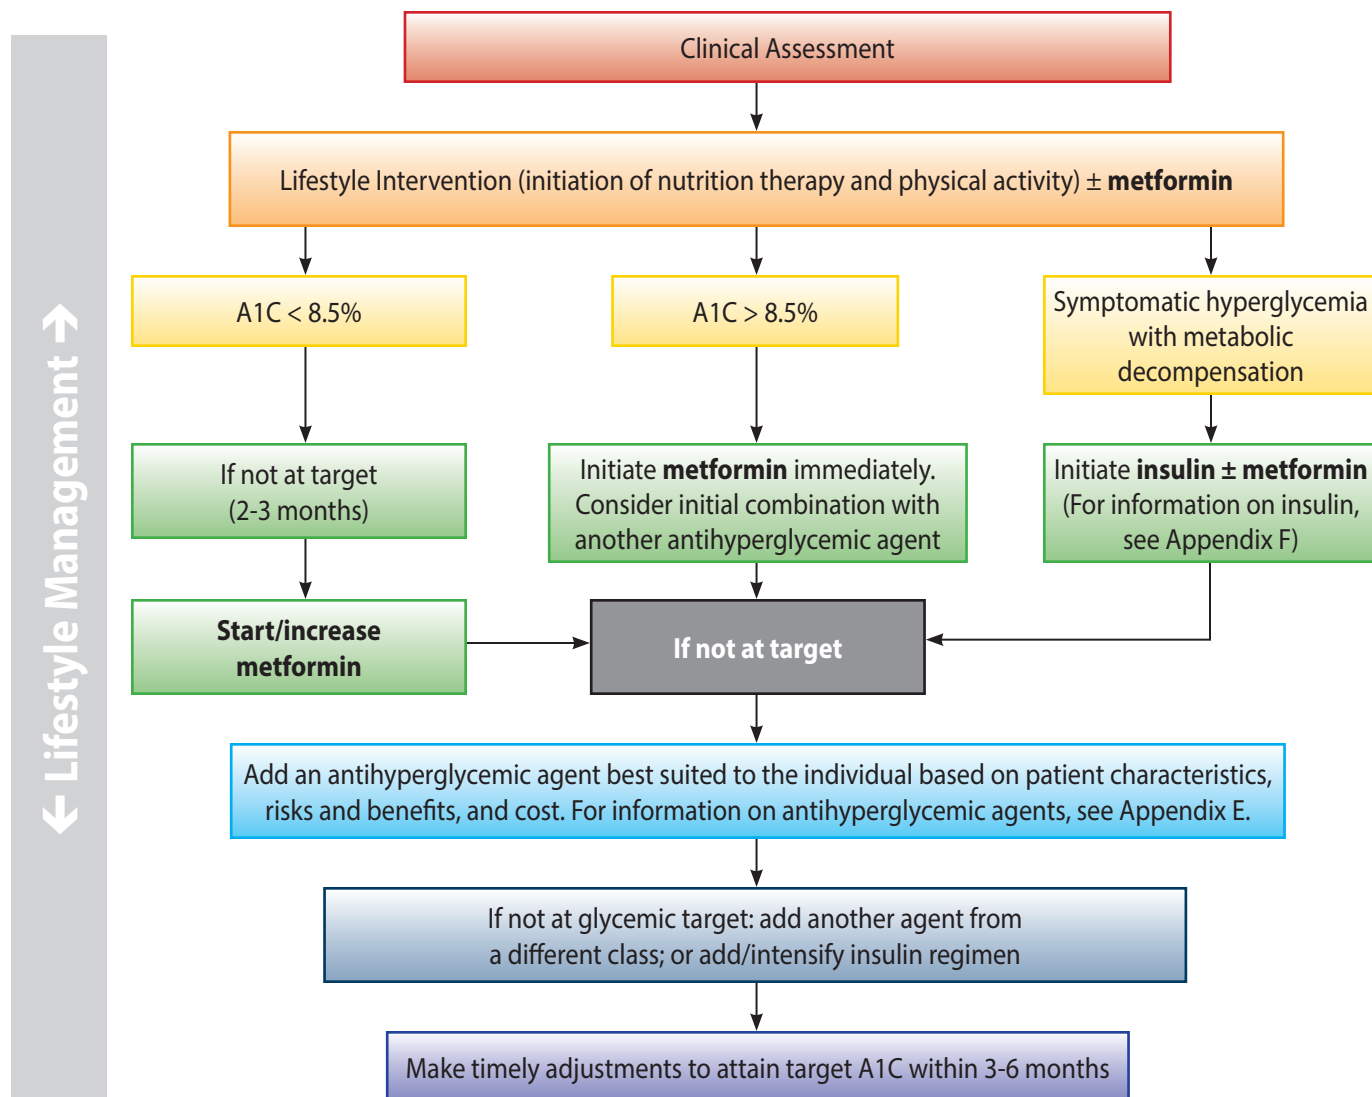 Clinical Assessment
Lifestyle Intervention (initiation of nutrition therapy and physical activity) ± metformin
A1C < 8.5%
A1C > 8.5%
Symptomatic hyperglycemia
with metabolic
decompensation
If not at target
(2-3 months)
Initiate metformin immediately.
Consider initial combination with
another antihyperglycemic agent
Initiate insulin ± metformin
(For information on insulin,
see Appendix F)
Start/increase
metformin
If not at target
Add an antihyperglycemic agent best suited to the individual based on patient characteristics,
risks and benefits, and cost. For information on antihyperglycemic agents, see Appendix E.
If not at glycemic target: add another agent from
a different class; or add/intensify insulin regimen
Make timely adjustments to attain target A1C within 3-6 months
← Lifestyle Management →